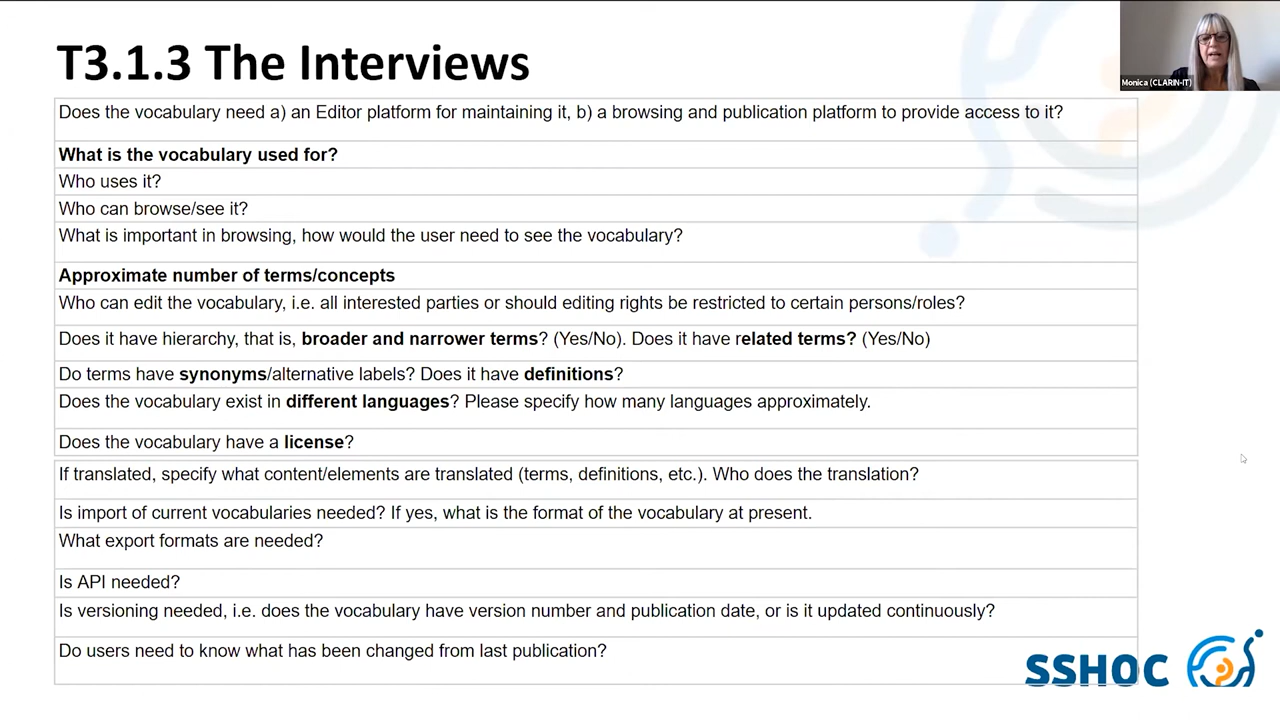 T3.1.3 The Interviews
Monica (CLARIN-IT)
Does the vocabulary need a) an Editor platform for maintaining it, b) a browsing and publication platform to provide access to it?
What is the vocabulary used for?
Who uses it?
Who can browse/see it?
What is important in browsing, how would the user need to see the vocabulary?
Approximate number of terms/concepts
Who can edit the vocabulary, i.e. all interested parties or should editing rights be restricted to certain persons/roles?
Does it have hierarchy, that is, broader and narrower terms? (Yes/No). Does it have related terms? (Yes/No)
Do terms have synonyms/alternative labels? Does it have definitions?
Does the vocabulary exist in different languages? Please specify how many languages approximately.
Does the vocabulary have a license?
If translated, specify what content/elements are translated (terms, definitions, etc.). Who does the translation?
Is import of current vocabularies needed? If yes, what is the format of the vocabulary at present.
What export formats are needed?
Is API needed?
Is versioning needed, i.e. does the vocabulary have version number and publication date, or is it updated continuously?
Do users need to know what has been changed from last publication?
SSHOC